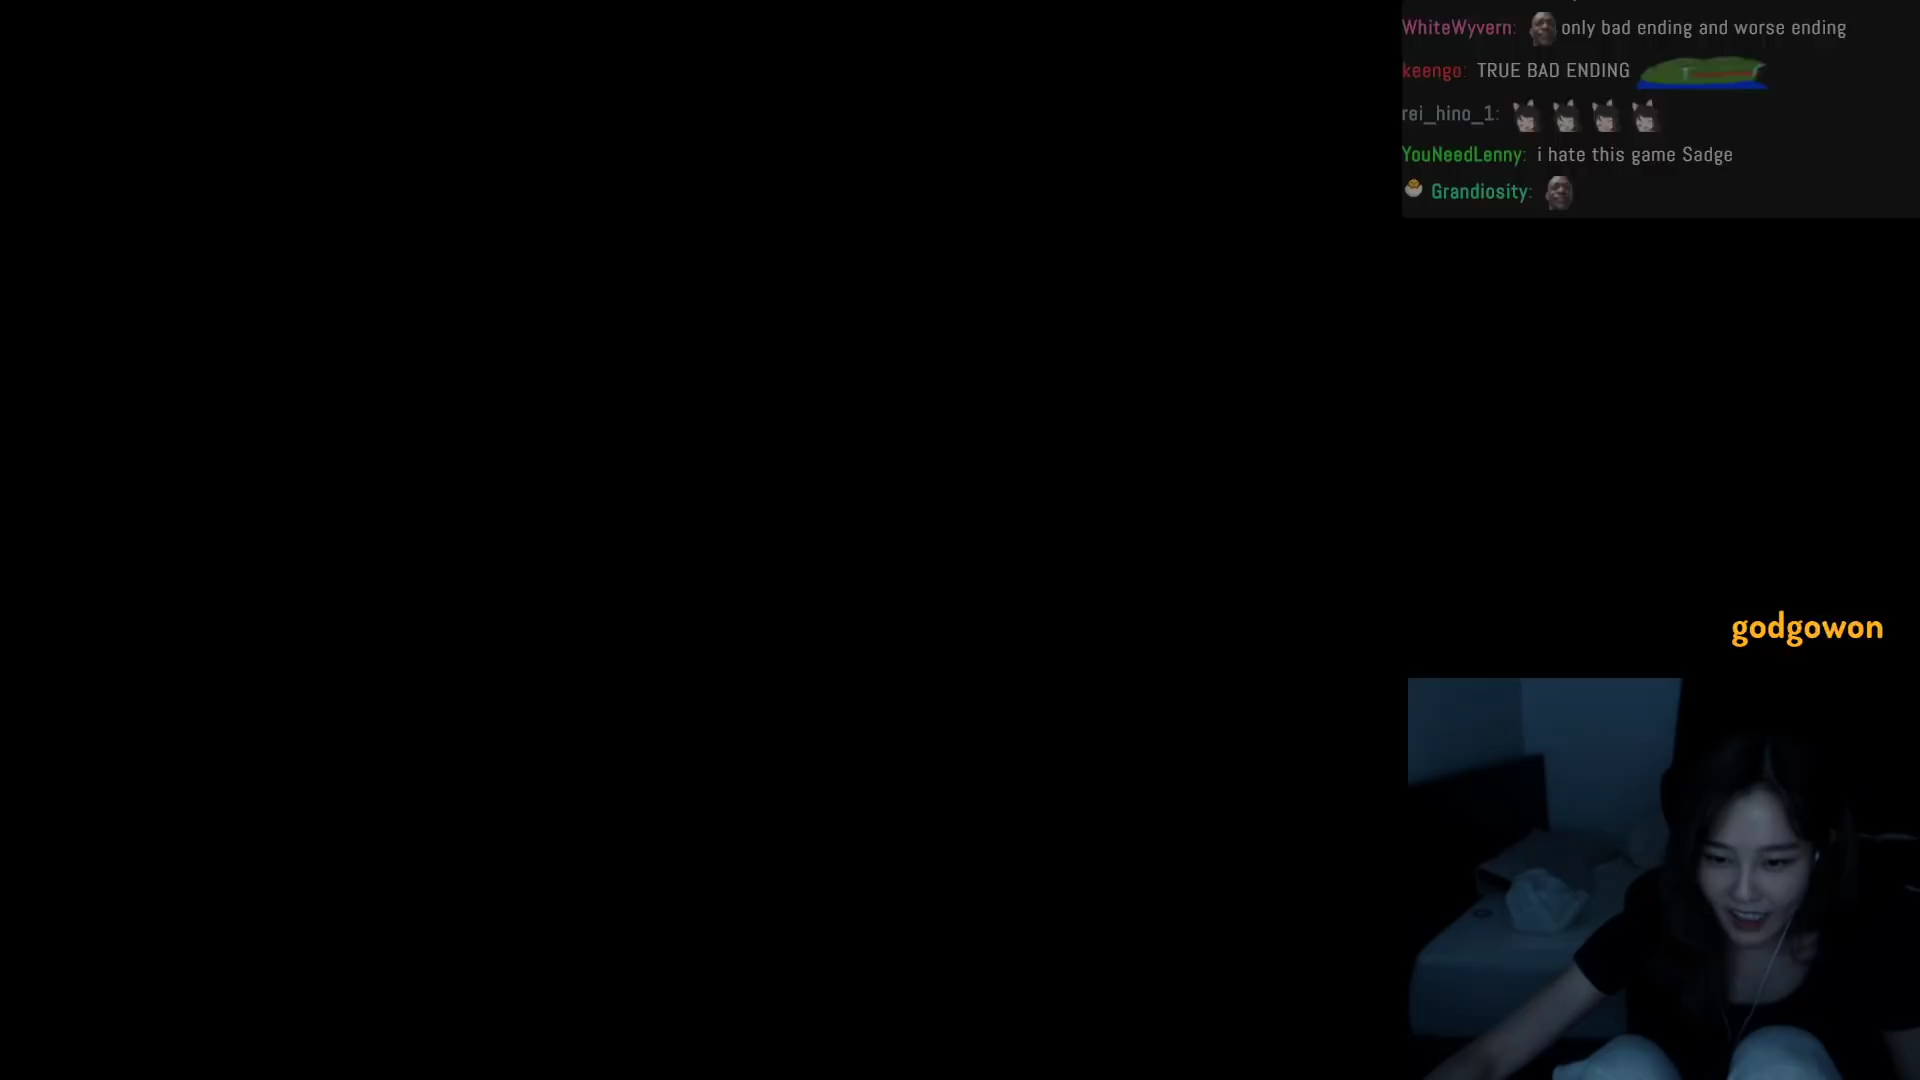 WhiteWyvern: only bad ending and worse ending
keengo: TRUE BAD ENDING
rei_hino_1:
YouNeedLenny: i hate this game Sadge
Grandiosity:
godgowon